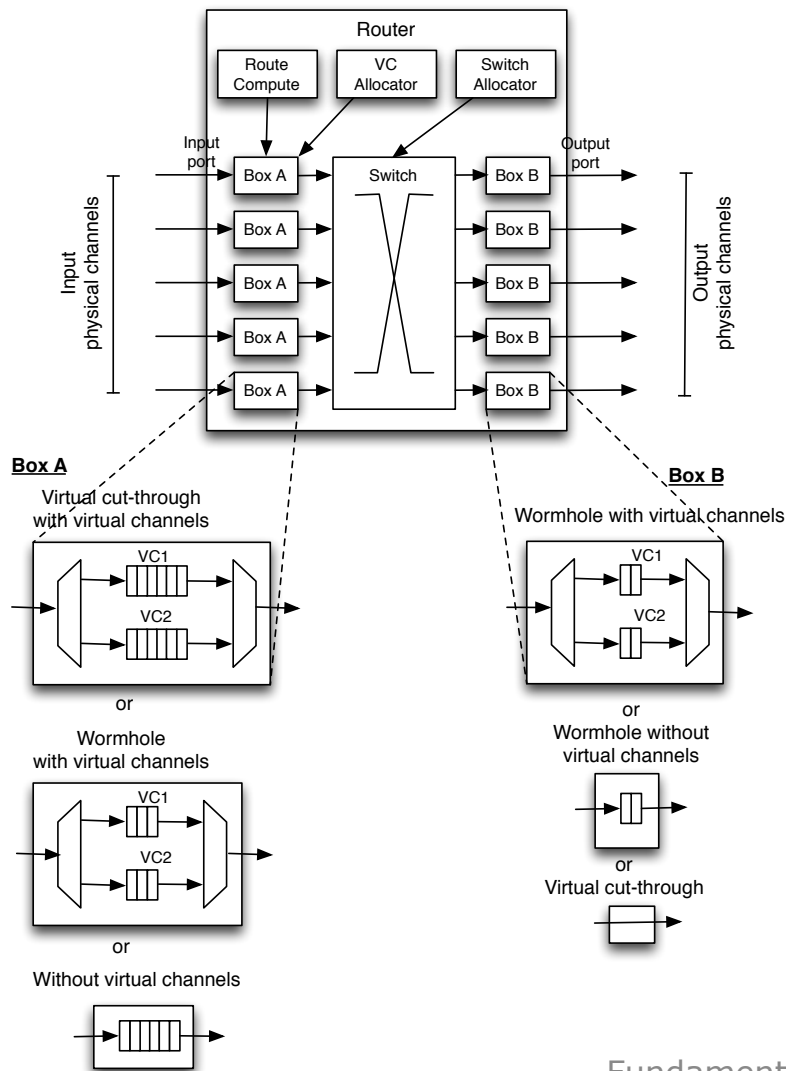 Router
Route
Compute
VC
Allocator
Switch
Allocator
Input
port
Output
port
Box A
Switch
Box B
Box A
Box B
Box A
Box B
Box A
Box B
Box A
Box B
Input
physical channels
Output
physical channels
Box A
Virtual cut-through
with virtual channels
VC1
VC2
or
Wormhole
with virtual channels
VC1
VC2
or
Without virtual channels
Box B
Wormhole with virtual channels
VC1
VC2
or
Wormhole without
virtual channels
or
Virtual cut-through